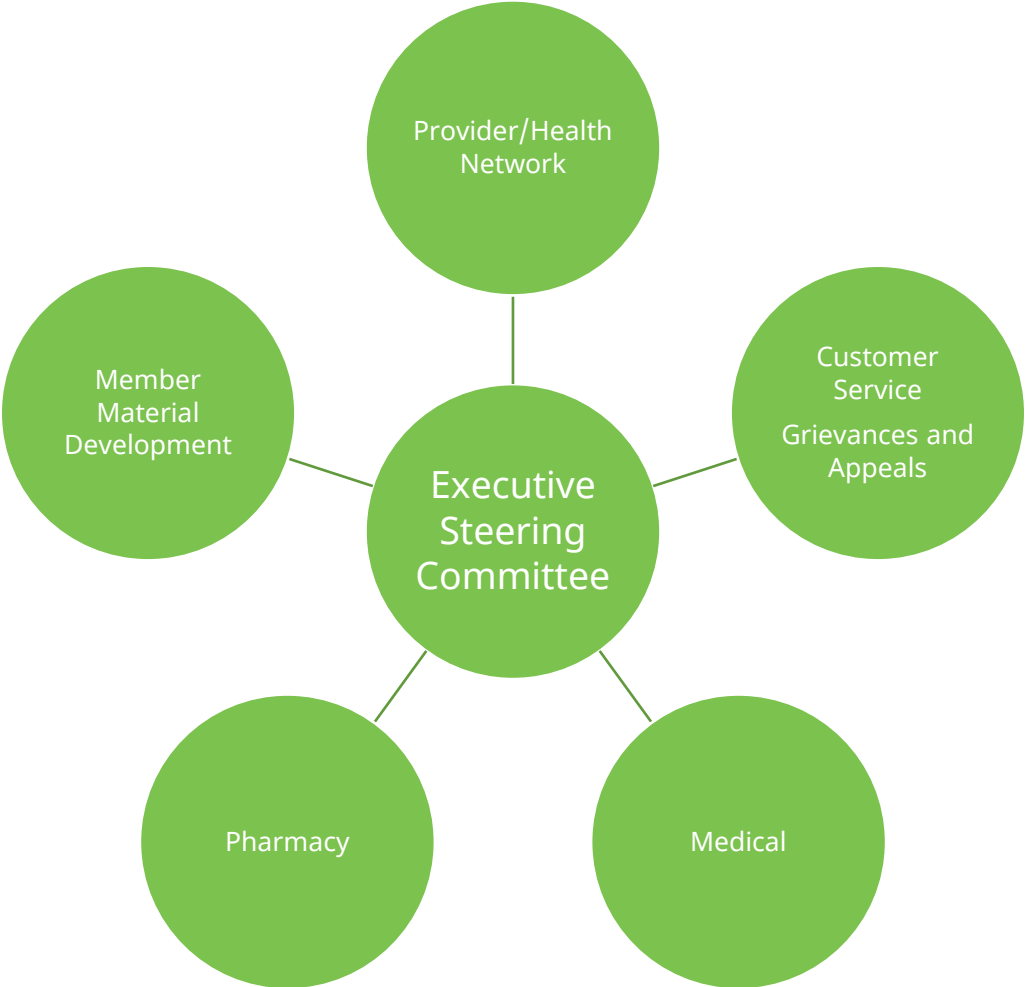 Provider/Health
Network
Customer
Service
Grievances and
Appeals
Member
Material
Development
Executive
Steering
Committee
Pharmacy
Medical